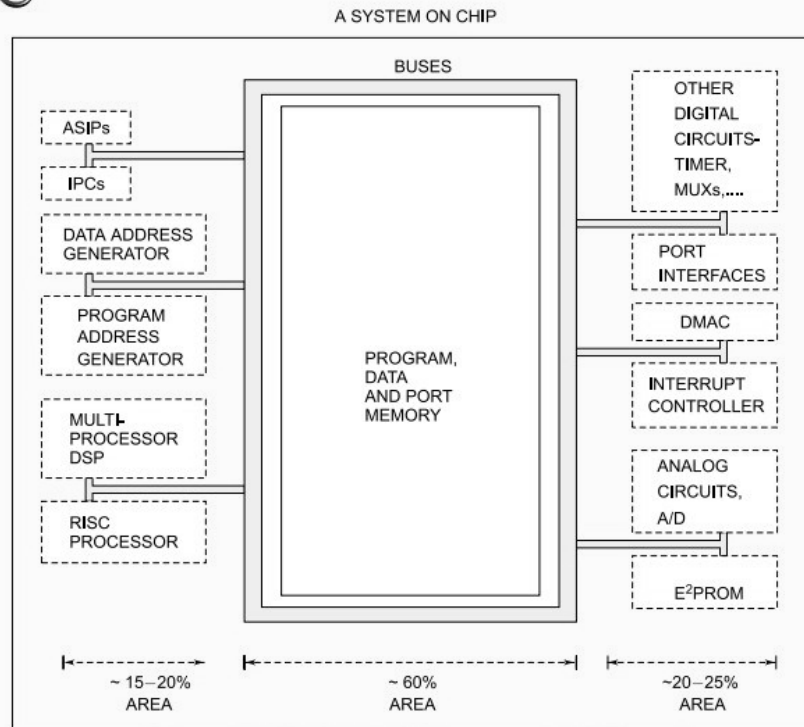 A SYSTEM ON CHIP
BUSES
ASIPs
IPCs
DATA ADDRESS
GENERATOR
PROGRAM
ADDRESS
GENERATOR
MULTI-
PROCESSOR
DSP
RISC
PROCESSOR
PROGRAM,
DATA
AND PORT
MEMORY
OTHER
DIGITAL
CIRCUITS-
TIMER,
MUXs,....
PORT
INTERFACES
DMAC
INTERRUPT
CONTROLLER
ANALOG
CIRCUITS,
A/D
E²PROM
~ 15–20%
AREA
~ 60%
AREA
~20–25%
AREA